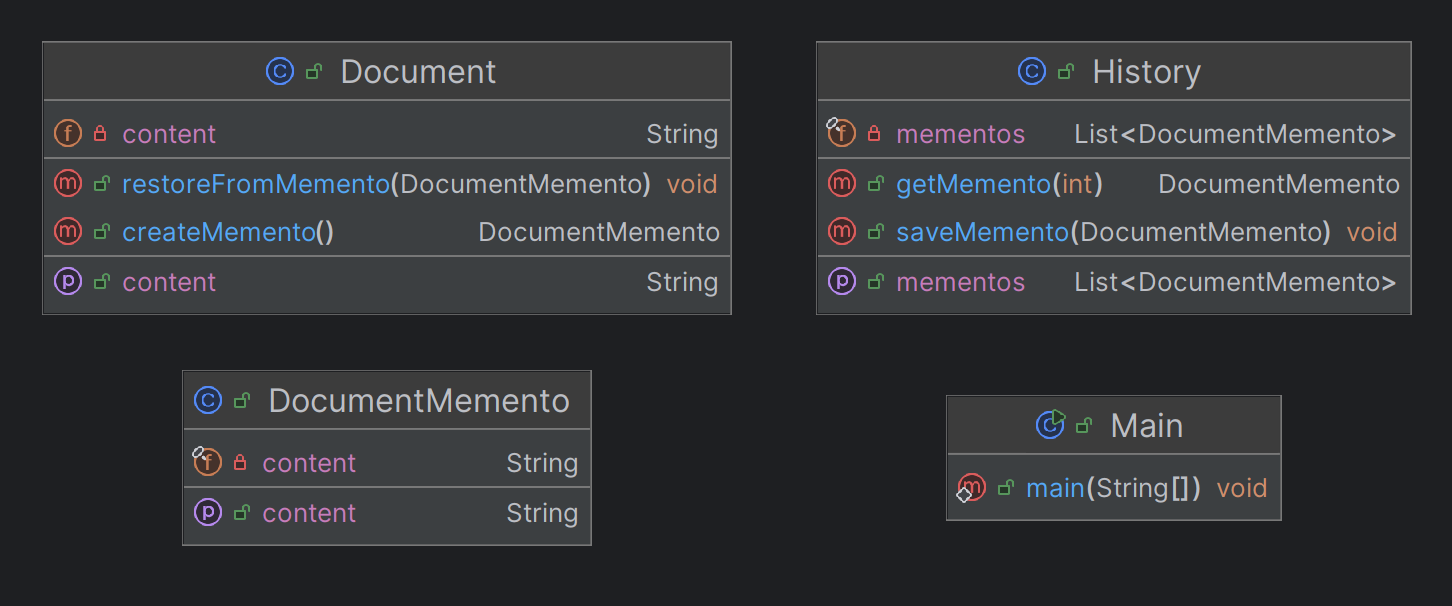 Document
content String
restoreFromMemento(DocumentMemento) void
createMemento() DocumentMemento
content String
History
mementos List<DocumentMemento>
getMemento(int) DocumentMemento
saveMemento(DocumentMemento) void
mementos List<DocumentMemento>
DocumentMemento
content String
content String
Main
main(String[]) void